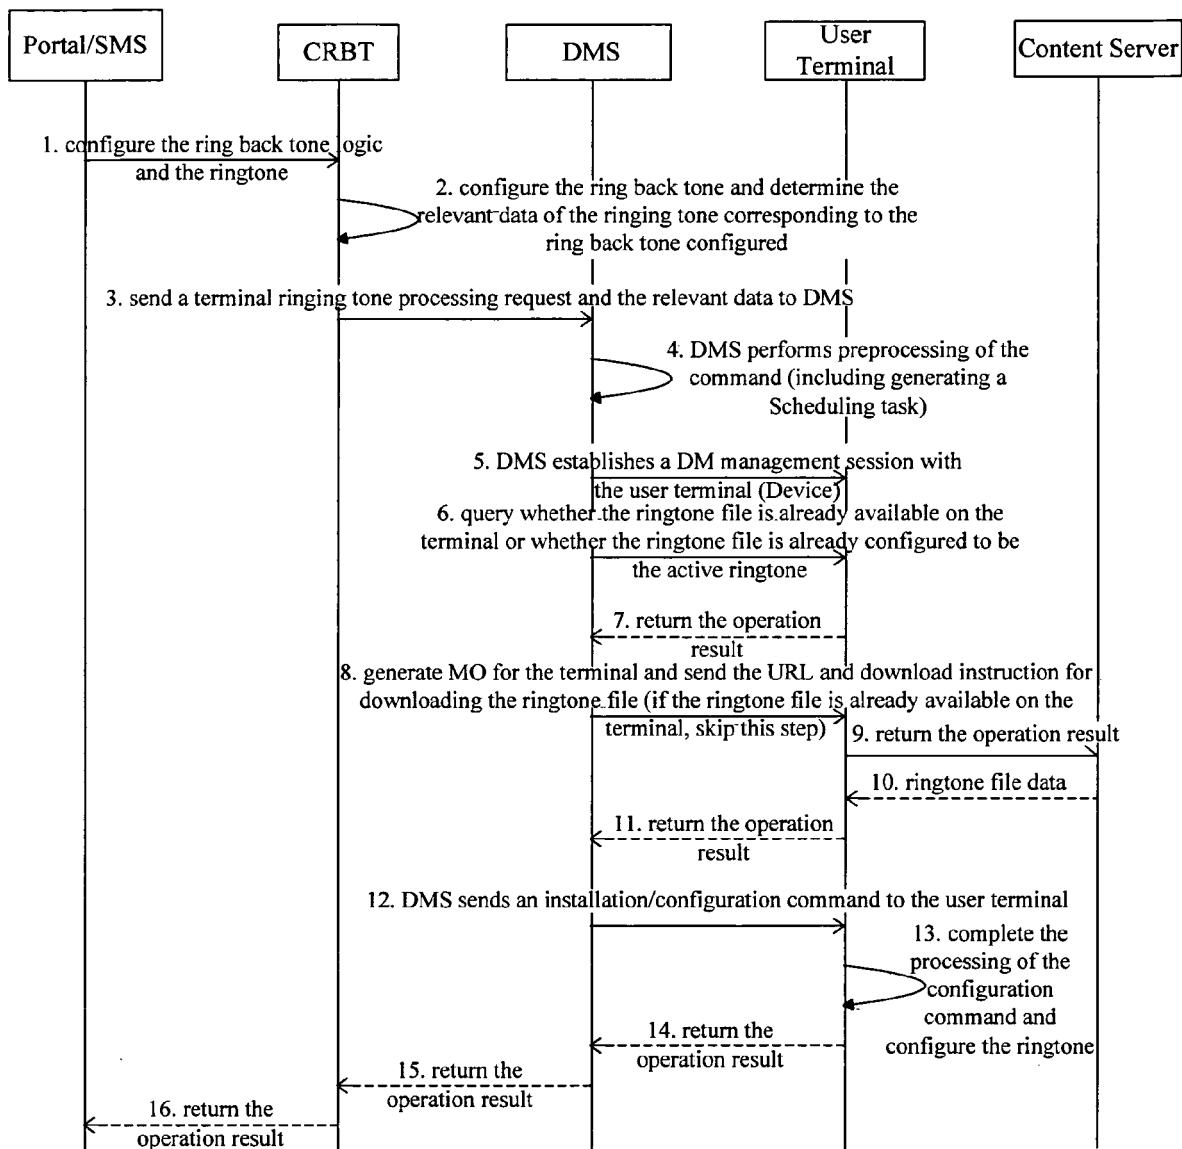 Portal/SMS
CRBT
DMS
User
Terminal
Content Server
1. configure the ring back tone logic
and the ringtone
2. configure the ring back tone and determine the
relevant data of the ringing tone corresponding to the
ring back tone configured
3. send a terminal ringing tone processing request and the relevant data to DMS
4. DMS performs preprocessing of the
command (including generating a
Scheduling task)
5. DMS establishes a DM management session with
the user terminal (Device)
6. query whether the ringtone file is already available on the
terminal or whether the ringtone file is already configured to be
the active ringtone
7. return the operation
result
8. generate MO for the terminal and send the URL and download instruction for
downloading the ringtone file (if the ringtone file is already available on the
terminal, skip this step)
9. return the operation result
10. ringtone file data
11. return the operation
result
12. DMS sends an installation/configuration command to the user terminal
13. complete the
processing of the
configuration
command and
configure the ringtone
14. return the
operation result
15. return the
operation result
16. return the
operation result